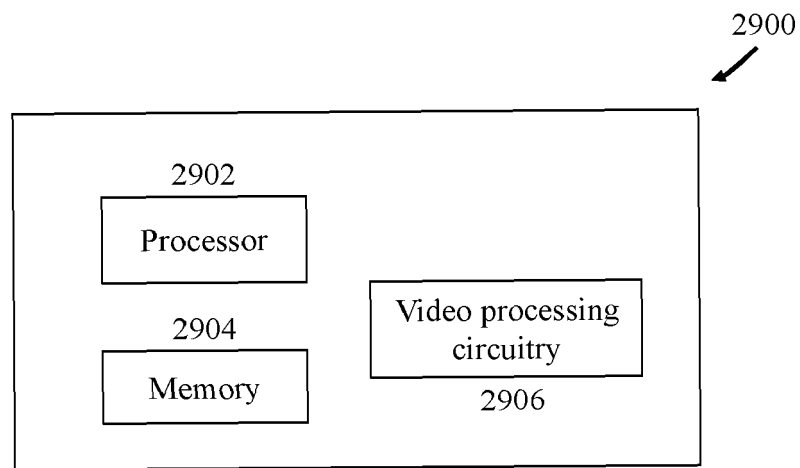 2900
2902
Processor
2904
Memory
Video processing
circuitry
2906